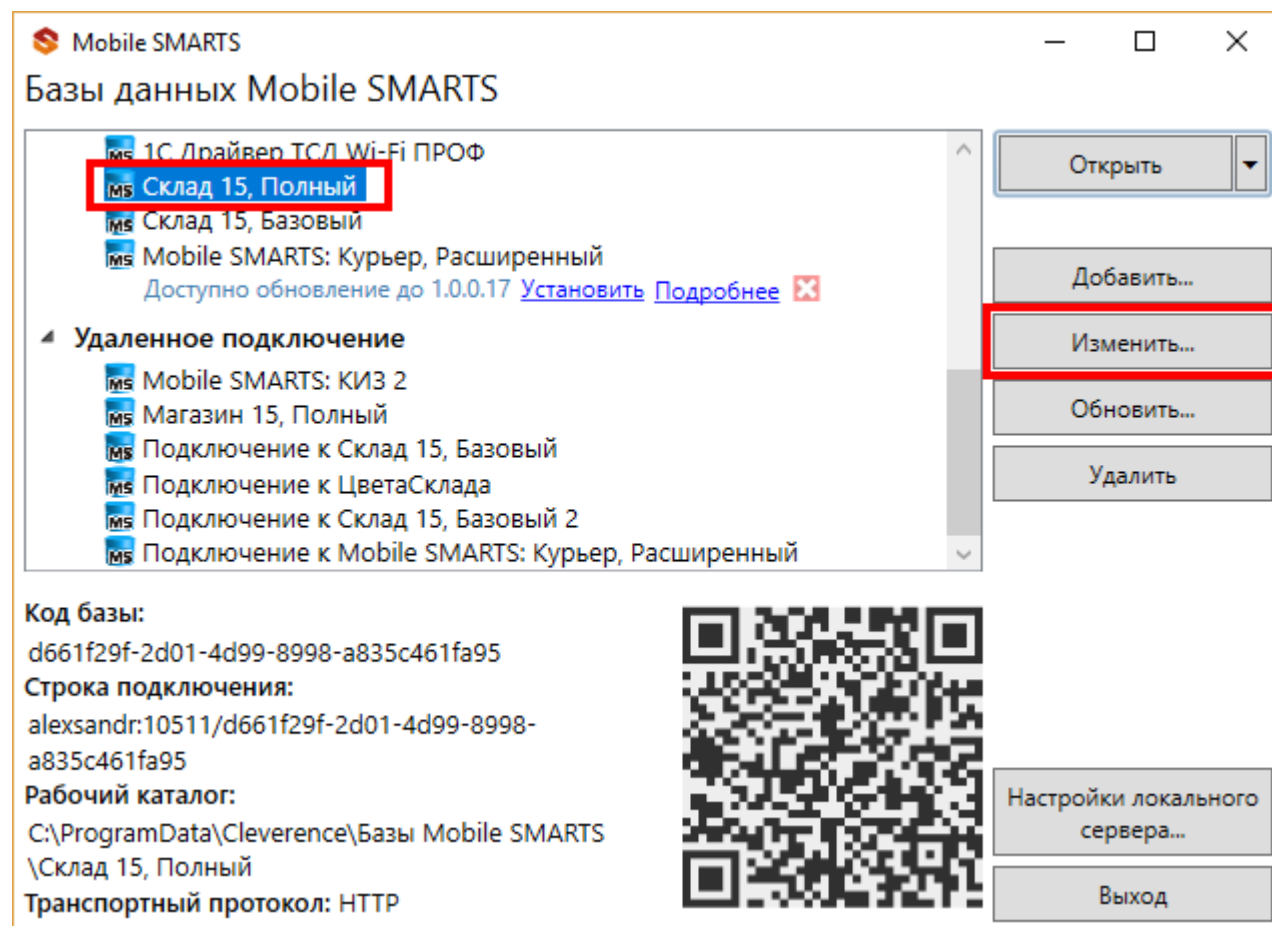 Mobile SMARTS
Базы данных Mobile SMARTS
1С Драйвер ТСД Wi-Fi ПРОФ
Склад 15, Полный
Склад 15, Базовый
Mobile SMARTS: Курьер, Расширенный
Доступно обновление до 1.0.0.17 Установить Подробнее
Удаленное подключение
Mobile SMARTS: КИЗ 2
Магазин 15, Полный
Подключение к Склад 15, Базовый
Подключение к ЦветаСклада
Подключение к Склад 15, Базовый 2
Подключение к Mobile SMARTS: Курьер, Расширенный
Открыть
Добавить...
Изменить...
Обновить...
Удалить
Код базы:
d661f29f-2d01-4d99-8998-a835c461fa95
Строка подключения:
alexsandr:10511/d661f29f-2d01-4d99-8998-
a835c461fa95
Рабочий каталог:
C:\ProgramData\Cleverence\Базы Mobile SMARTS
\Склад 15, Полный
Транспортный протокол: HTTP
Настройки локального
сервера...
Выход